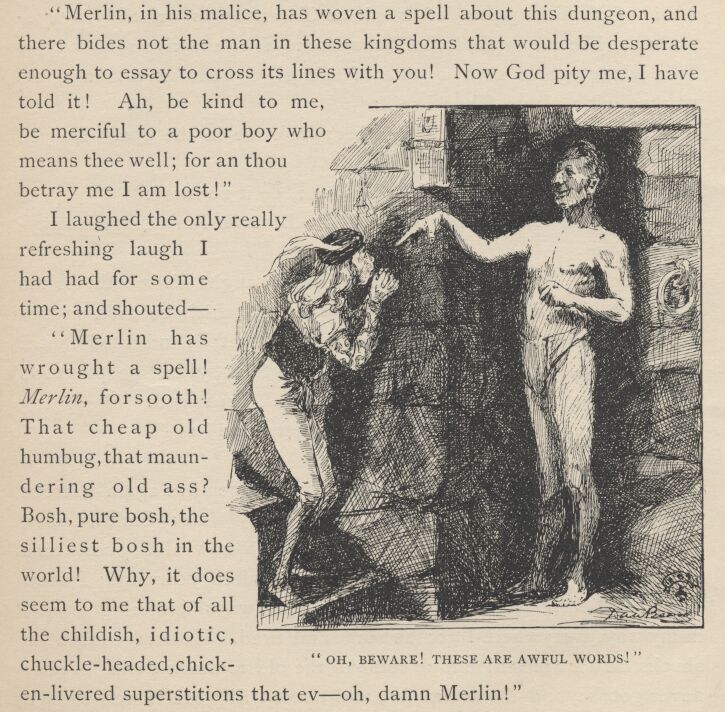 “Merlin, in his malice, has woven a spell about this dungeon, and
there bides not the man in these kingdoms that would be desperate
enough to essay to cross its lines with you! Now God pity me, I have
told it! Ah, be kind to me,
be merciful to a poor boy who
means thee well; for an thou
betray me I am lost!”
I laughed the only really
refreshing laugh I
had had for some
time; and shouted—
“Merlin has
wrought a spell!
Merlin, forsooth!
That cheap old
humbug, that maun-
dering old ass?
Bosh, pure bosh, the
silliest bosh in the
world! Why, it does
seem to me that of all
the childish, idiotic,
chuckle-headed, chick-
en-livered superstitions that ev—oh, damn Merlin!”
“OH, BEWARE! THESE ARE AWFUL WORDS!”